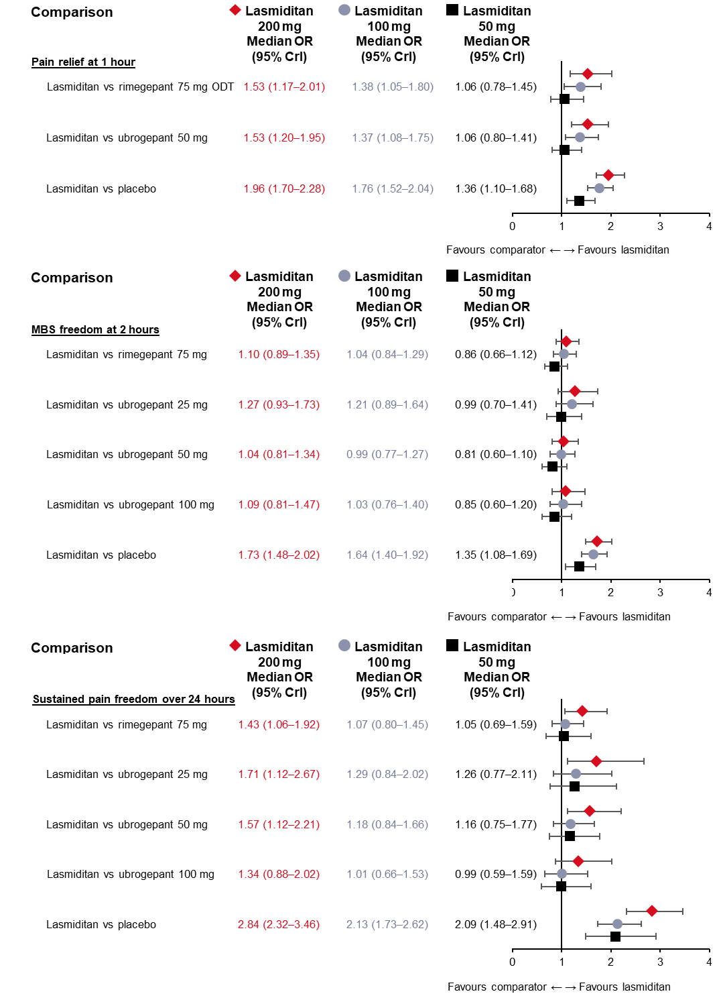 Comparison
Lasmiditan 200 mg Median OR (95% CrI)
Lasmiditan 100 mg Median OR (95% CrI)
Lasmiditan 50 mg Median OR (95% CrI)
Pain relief at 1 hour
Lasmiditan vs rimegepant 75 mg ODT 1.53 (1.17–2.01) 1.38 (1.05–1.80) 1.06 (0.78–1.45)
Lasmiditan vs ubrogepant 50 mg 1.53 (1.20–1.95) 1.37 (1.08–1.75) 1.06 (0.80–1.41)
Lasmiditan vs placebo 1.96 (1.70–2.28) 1.76 (1.52–2.04) 1.36 (1.10–1.68)
0 1 2 3 4
Favours comparator ←→ Favours lasmiditan
Comparison
Lasmiditan 200 mg Median OR (95% CrI)
Lasmiditan 100 mg Median OR (95% CrI)
Lasmiditan 50 mg Median OR (95% CrI)
MBS freedom at 2 hours
Lasmiditan vs rimegepant 75 mg 1.10 (0.89–1.35) 1.04 (0.84–1.29) 0.86 (0.66–1.12)
Lasmiditan vs ubrogepant 25 mg 1.27 (0.93–1.73) 1.21 (0.89–1.64) 0.99 (0.70–1.41)
Lasmiditan vs ubrogepant 50 mg 1.04 (0.81–1.34) 0.99 (0.77–1.27) 0.81 (0.60–1.10)
Lasmiditan vs ubrogepant 100 mg 1.09 (0.81–1.47) 1.03 (0.76–1.40) 0.85 (0.60–1.20)
Lasmiditan vs placebo 1.73 (1.48–2.02) 1.64 (1.40–1.92) 1.35 (1.08–1.69)
0 1 2 3 4
Favours comparator ←→ Favours lasmiditan
Comparison
Lasmiditan 200 mg Median OR (95% CrI)
Lasmiditan 100 mg Median OR (95% CrI)
Lasmiditan 50 mg Median OR (95% CrI)
Sustained pain freedom over 24 hours
Lasmiditan vs rimegepant 75 mg 1.43 (1.06–1.92) 1.07 (0.80–1.45) 1.05 (0.69–1.59)
Lasmiditan vs ubrogepant 25 mg 1.71 (1.12–2.67) 1.29 (0.84–2.02) 1.26 (0.77–2.11)
Lasmiditan vs ubrogepant 50 mg 1.57 (1.12–2.21) 1.18 (0.84–1.66) 1.16 (0.75–1.77)
Lasmiditan vs ubrogepant 100 mg 1.34 (0.88–2.02) 1.01 (0.66–1.53) 0.99 (0.59–1.59)
Lasmiditan vs placebo 2.84 (2.32–3.46) 2.13 (1.73–2.62) 2.09 (1.48–2.91)
0 1 2 3 4
Favours comparator ←→ Favours lasmiditan